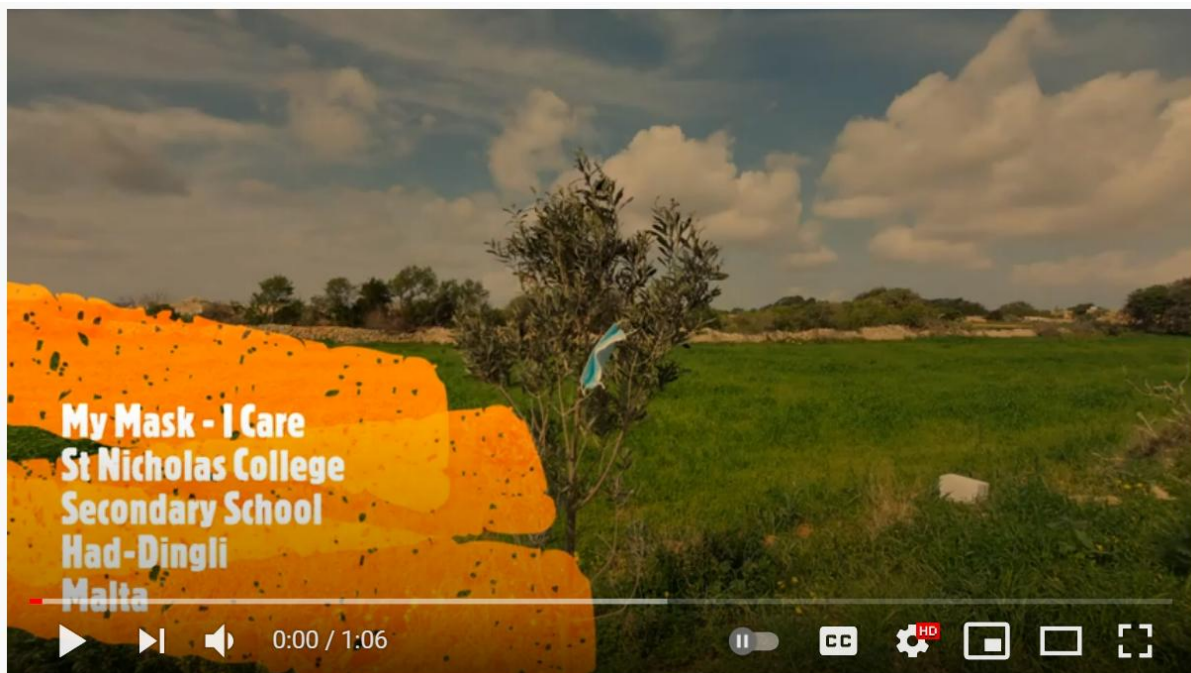 My Mask - I Care
St Nicholas College
Secondary School
Had-Dingli
Malta
0:00 / 1:06
CC
HD